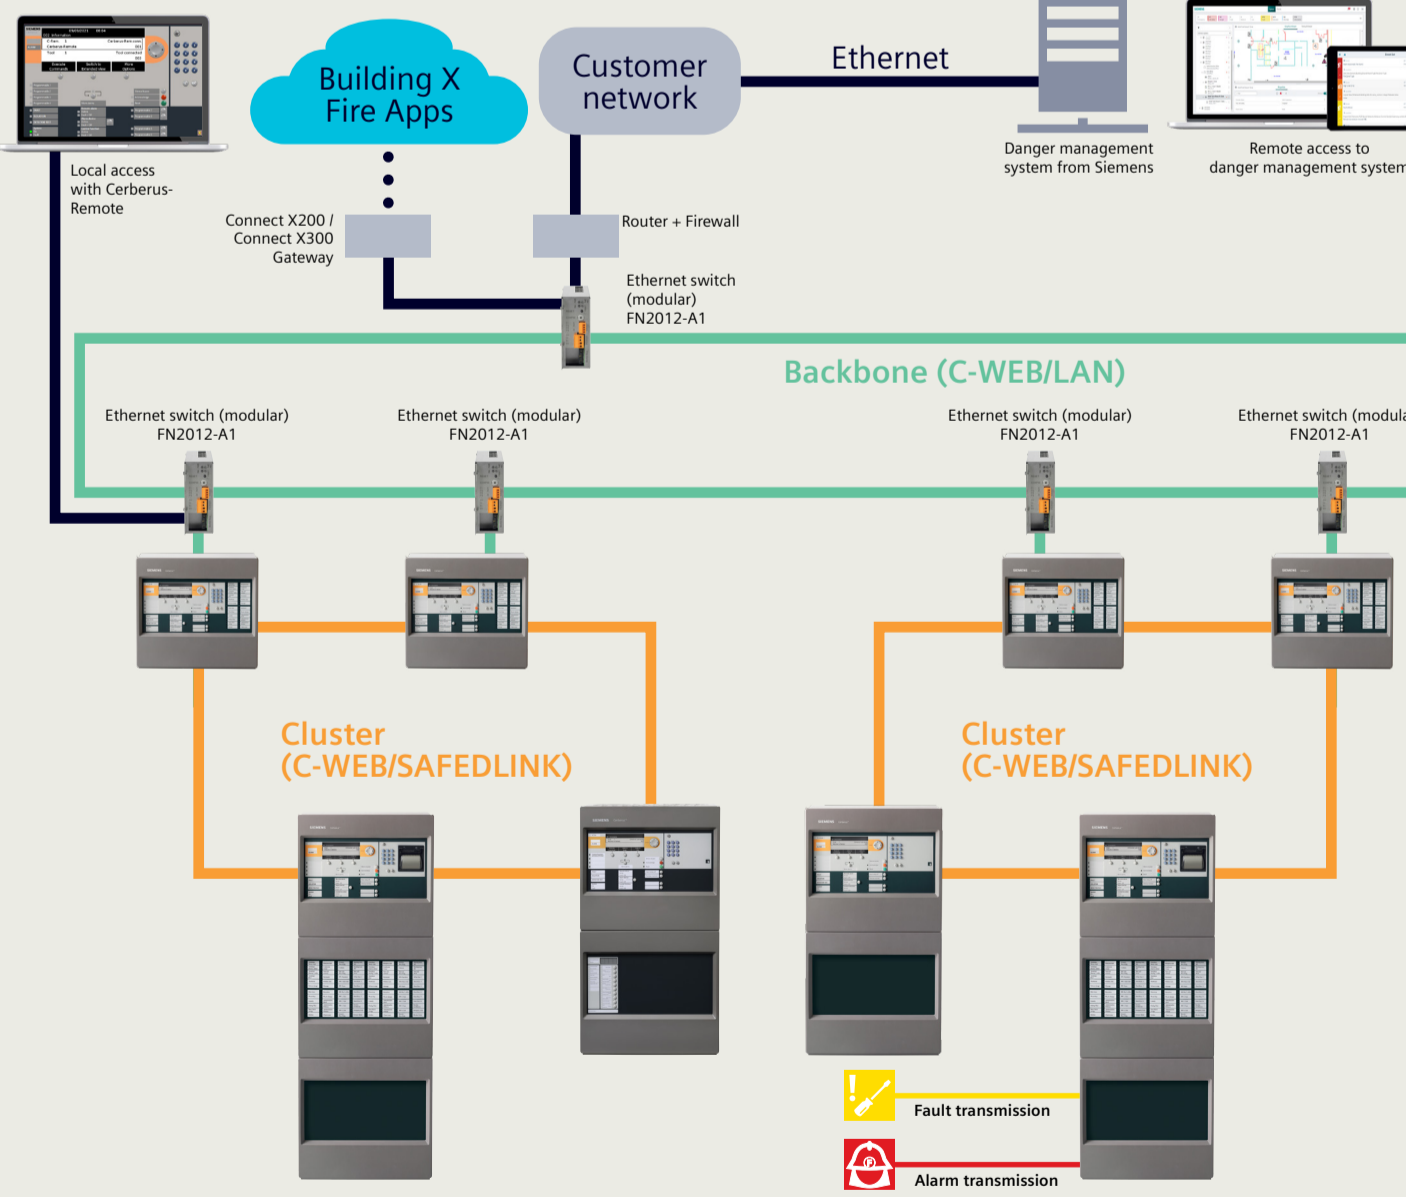 Building X
Fire Apps
Customer
network
Ethernet
Local access
with Cerberus-
Remote
Danger management
system from Siemens
Remote access to
danger management system
Connect X200 /
Connect X300
Gateway
Router + Firewall
Ethernet switch
(modular)
FN2012-A1
Backbone (C-WEB/LAN)
Ethernet switch (modular)
FN2012-A1
Ethernet switch (modular)
FN2012-A1
Ethernet switch (modular)
FN2012-A1
Ethernet switch (modula
FN2012-A1
Cluster
(C-WEB/SAFEDLINK)
Cluster
(C-WEB/SAFEDLINK)
Fault transmission
Alarm transmission